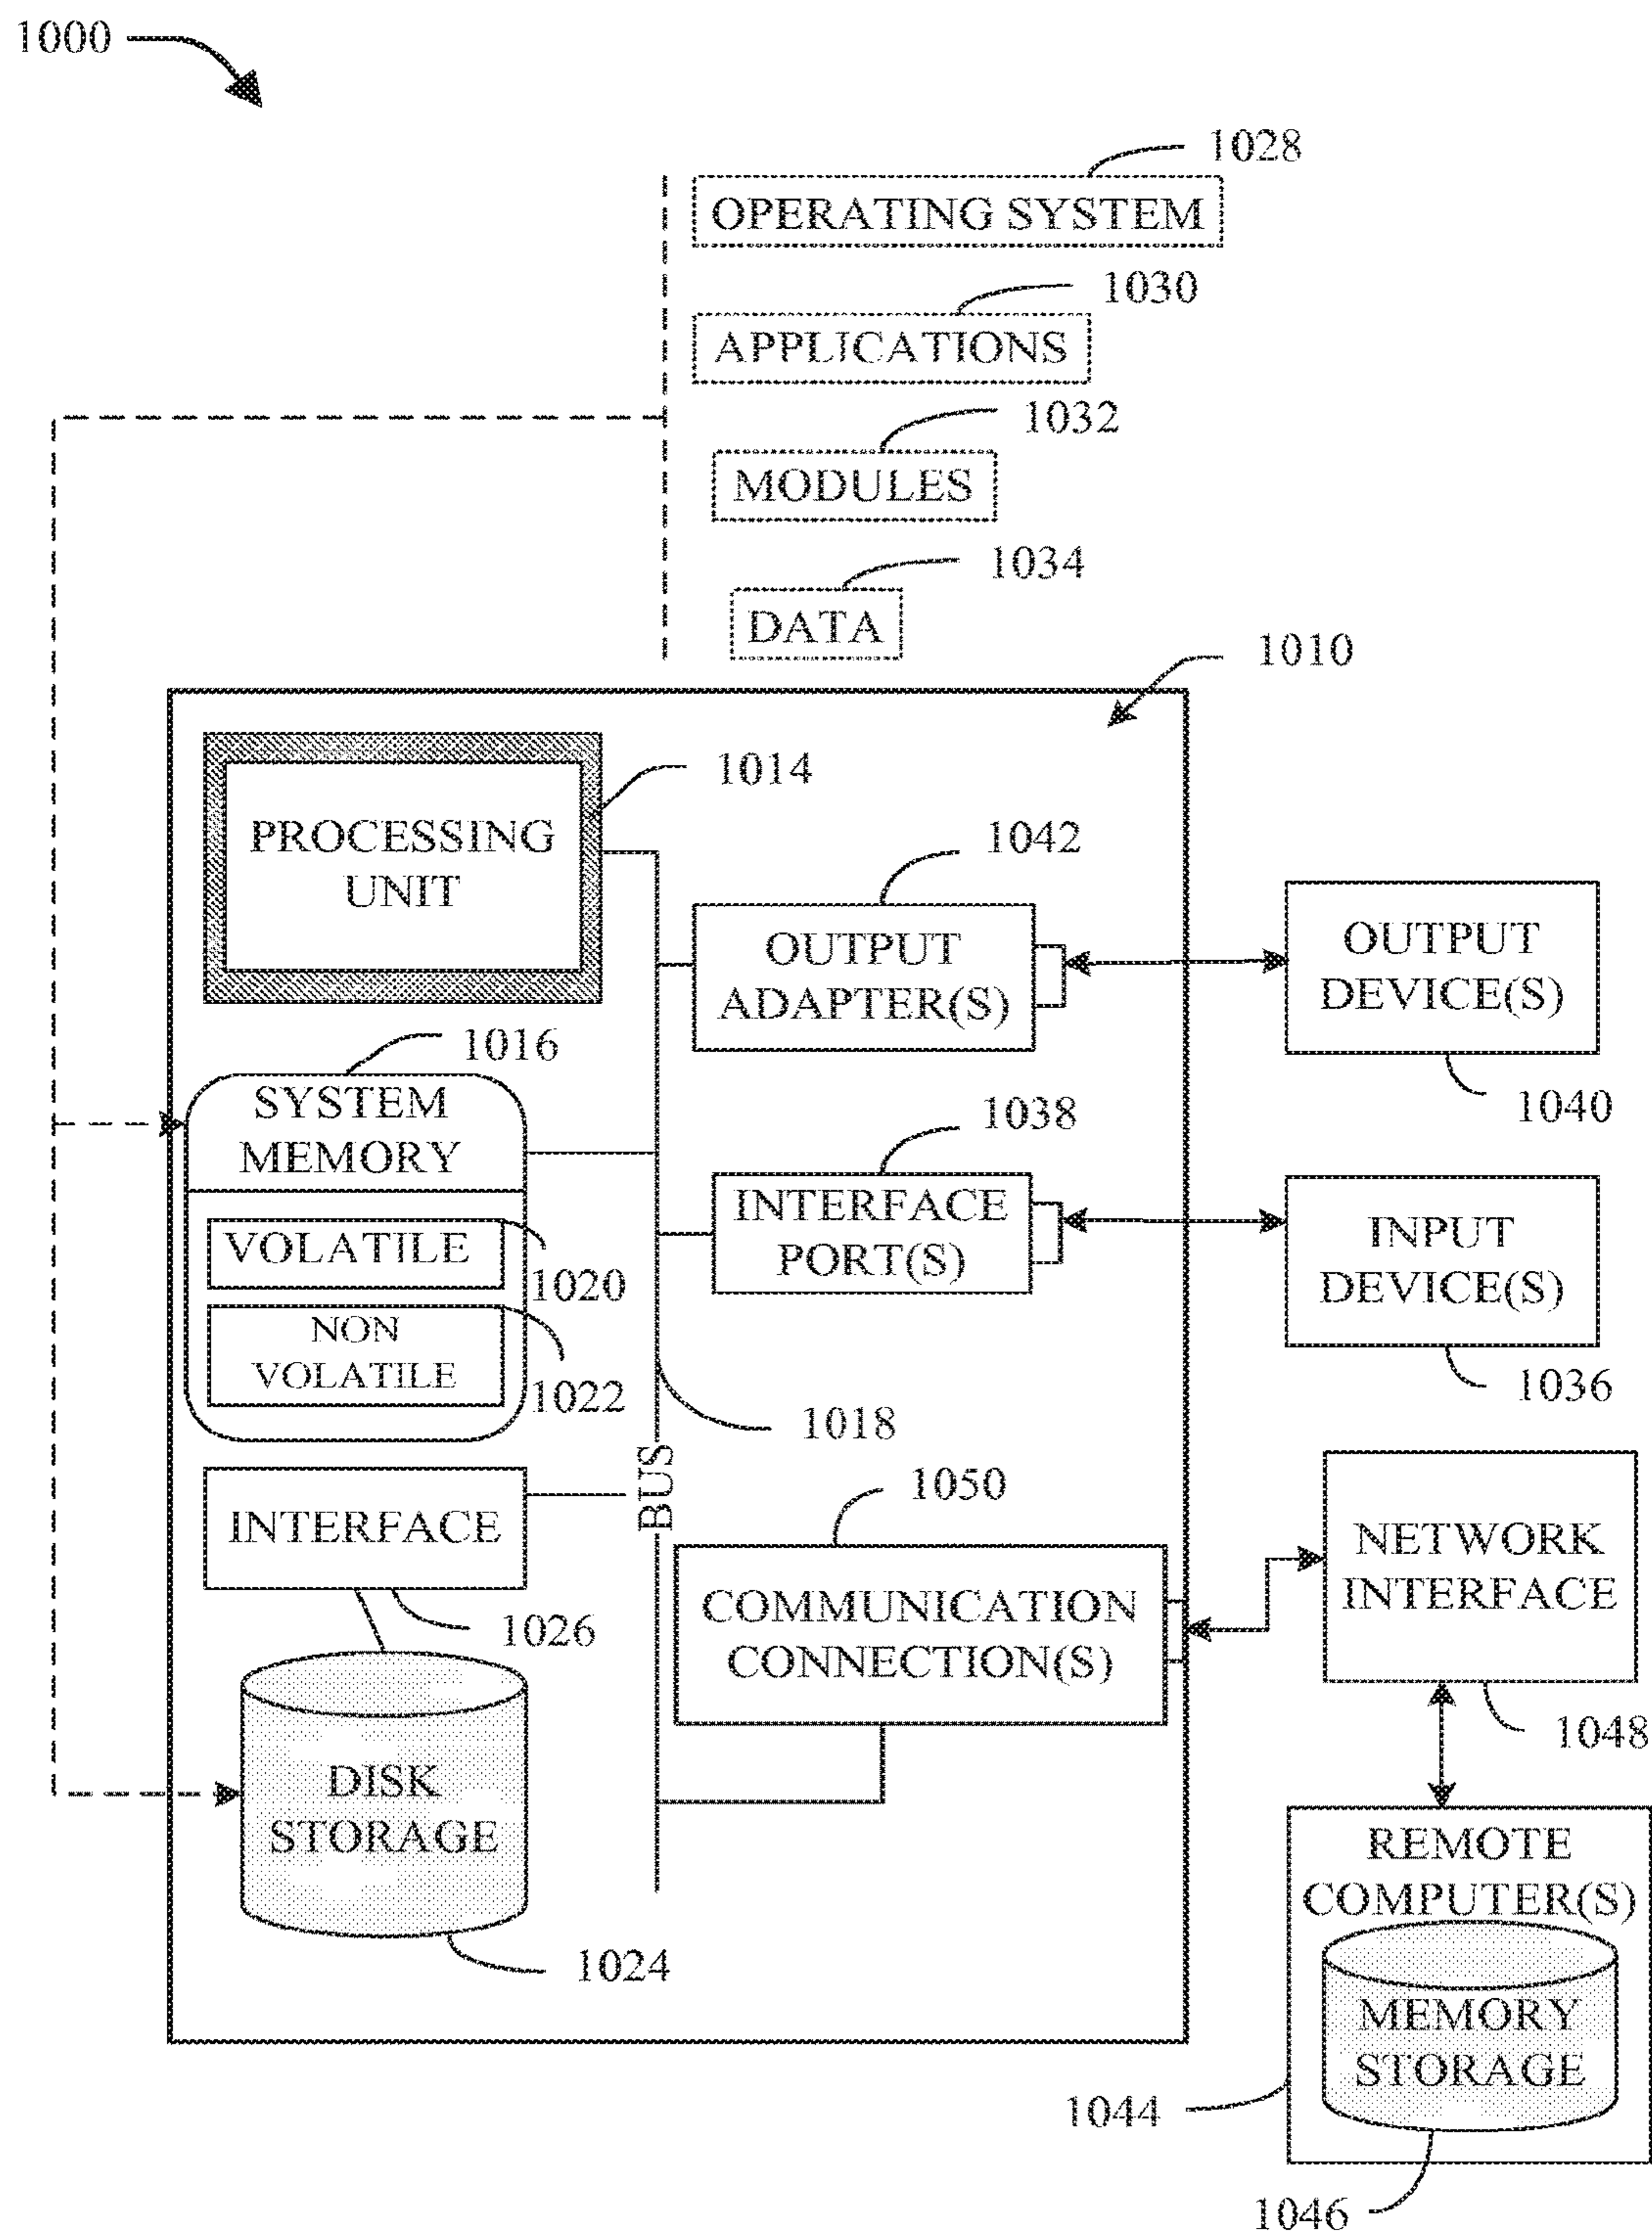 1000
1028
OPERATING SYSTEM
1030
APPLICATIONS
1032
MODULES
1034
DATA
1010
1014
PROCESSING
UNIT
1042
OUTPUT
ADAPTER(S)
OUTPUT
DEVICE(S)
1040
1016
SYSTEM
MEMORY
VOLATILE
1020
NON
VOLATILE
1022
1038
INTERFACE
PORT(S)
INPUT
DEVICE(S)
1036
1018
BUS
INTERFACE
1026
1050
COMMUNICATION
CONNECTION(S)
NETWORK
INTERFACE
1048
DISK
STORAGE
1024
REMOTE
COMPUTER(S)
MEMORY
STORAGE
1044
1046